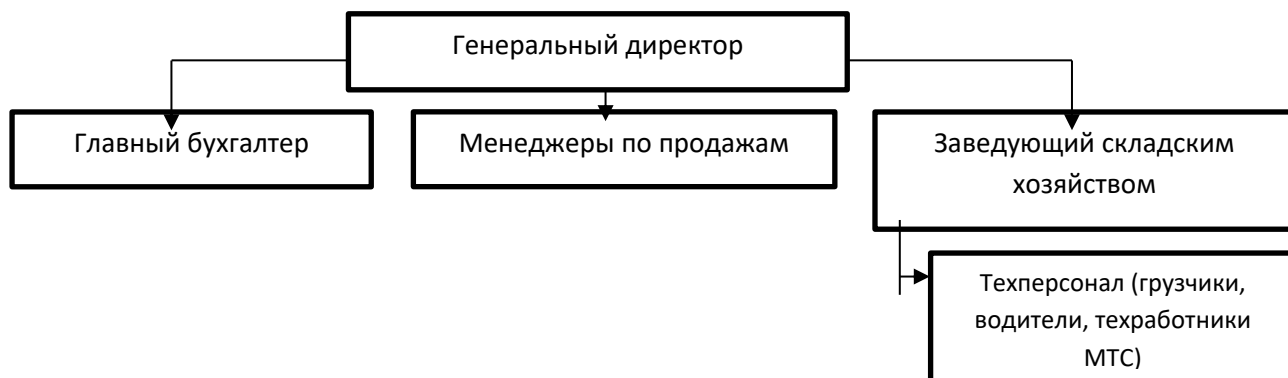 Генеральный директор
Главный бухгалтер
Менеджеры по продажам
Заведующий складским
хозяйством
Техперсонал (грузчики,
водители, техработники
МТС)